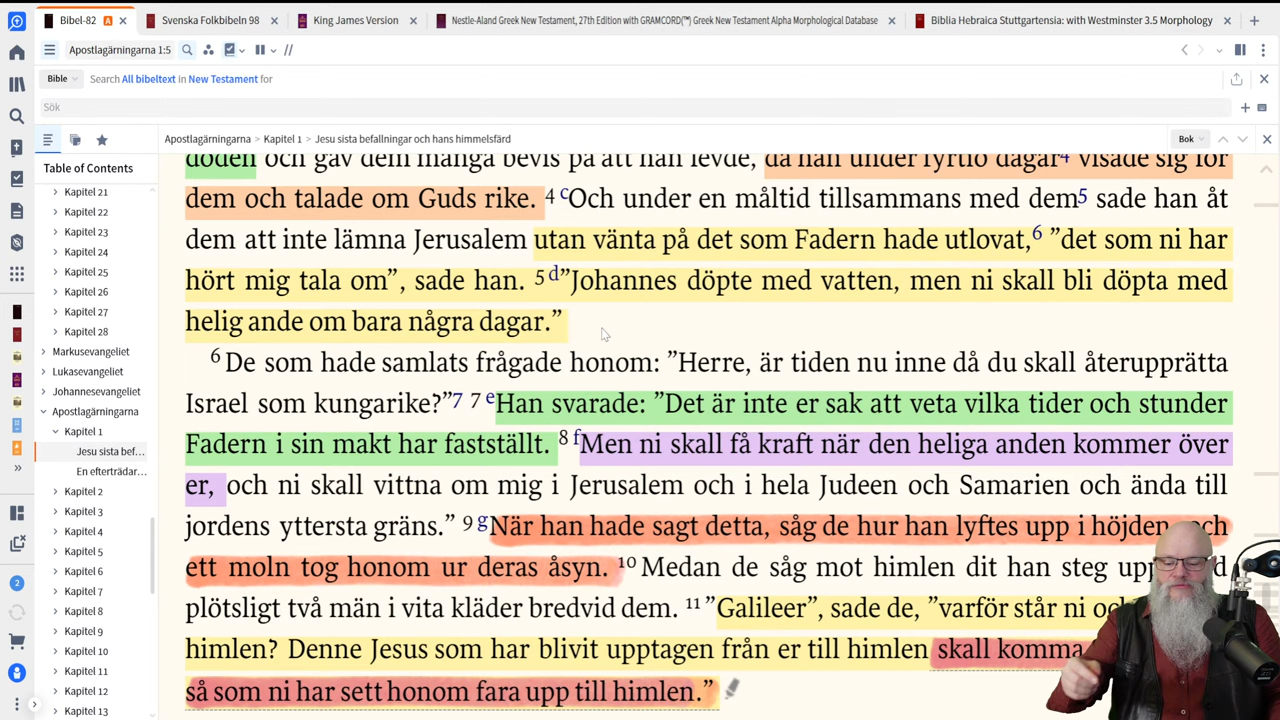 Bibel-82 A
Svenska Folkbibeln 98
King James Version
Nestle-Aland Greek New Testament, 27th Edition with GRAMCORD(™) Greek New Testament Alpha Morphological Database
Biblia Hebraica Stuttgartensia: with Westminster 3.5 Morphology
Apostlagärningarna 1:5
Bible
Search All bibeltext in New Testament for
Sök
Apostlagärningarna > Kapitel 1 > Jesu sista befallningar och hans himmelsfärd
Bok
Table of Contents
Kapitel 21
Kapitel 22
Kapitel 23
Kapitel 24
Kapitel 25
Kapitel 26
Kapitel 27
Kapitel 28
Markusevangeliet
Lukasevangeliet
Johannesevangeliet
Apostlagärningarna
Kapitel 1
Jesu sista bef...
En efterträdar...
Kapitel 2
Kapitel 3
Kapitel 4
Kapitel 5
Kapitel 6
Kapitel 7
Kapitel 8
Kapitel 9
Kapitel 10
Kapitel 11
Kapitel 12
Kapitel 13
2
döden och gav dem många bevis på att han levde, då han under fyrtio dagar4 visade sig för
dem och talade om Guds rike. 4 cOch under en måltid tillsammans med dem5 sade han åt
dem att inte lämna Jerusalem utan vänta på det som Fadern hade utlovat,6 ”det som ni har
hört mig tala om”, sade han. 5 d”Johannes döpte med vatten, men ni skall bli döpta med
helig ande om bara några dagar.”
6 De som hade samlats frågade honom: ”Herre, är tiden nu inne då du skall återupprätta
Israel som kungarike?”7 7 eHan svarade: ”Det är inte er sak att veta vilka tider och stunder
Fadern i sin makt har fastställt. 8 fMen ni skall få kraft när den heliga anden kommer över
er, och ni skall vittna om mig i Jerusalem och i hela Judeen och Samarien och ända till
jordens yttersta gräns.” 9 gNär han hade sagt detta, såg de hur han lyftes upp i höjden och
ett moln tog honom ur deras åsyn. 10 Medan de såg mot himlen dit han steg upp
plötsligt två män i vita kläder bredvid dem. 11 ”Galileer”, sade de, ”varför står ni
himlen? Denne Jesus som har blivit upptagen från er till himlen skall komma
så som ni har sett honom fara upp till himlen.”